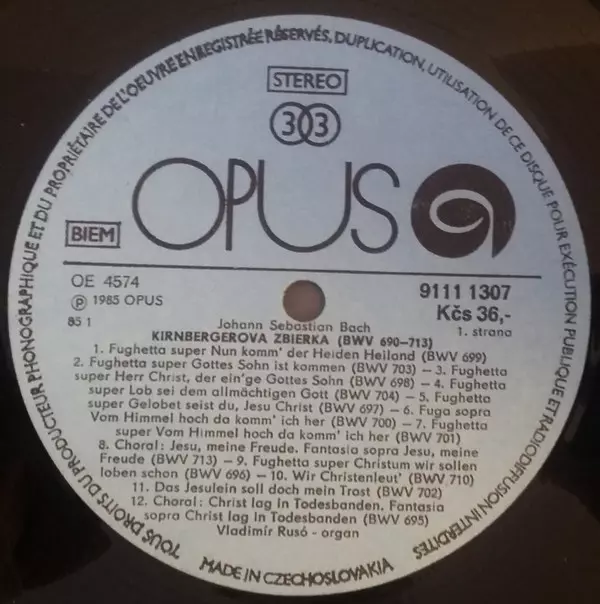 TOUS DROITS DU PRODUCTEUR PHONOGRAPHIQUE ET DU PROPRIÉTAIRE DE L'OEUVRE ENREGISTRÉE RÉSERVÉS. DUPLICATION, UTILISATION DE CE DISQUE POUR EXÉCUTION PUBLIQUE ET RADIODIFFUSION INTERDITES
STEREO
33
OPUS
BIEM
OE 4574
9111 1307
℗ 1985 OPUS
Kčs 36,-
85 1
Johann Sebastian Bach
1. strana
KIRNBERGEROVA ZBIERKA (BWV 690-713)
1. Fughetta super Nun komm' der Heiden Heiland (BWV 699)
2. Fughetta super Gottes Sohn ist kommen (BWV 703) – 3. Fughetta
super Herr Christ, der ein'ge Gottes Sohn (BWV 698) – 4. Fughetta
super Lob sei dem allmächtigen Gott (BWV 704) – 5. Fughetta
super Gelobet seist du, Jesu Christ (BWV 697) – 6. Fuga sopra
Vom Himmel hoch da komm' ich her (BWV 700) – 7. Fughetta
super Vom Himmel hoch da komm' ich her (BWV 701)
8. Choral: Jesu, meine Freude. Fantasia sopra Jesu, meine
Freude (BWV 713) – 9. Fughetta super Christum wir sollen
loben schon (BWV 696) – 10. Wir Christenleut' (BWV 710)
11. Das Jesulein soll doch mein Trost (BWV 702)
12. Choral: Christ lag in Todesbanden. Fantasia
sopra Christ lag in Todesbanden (BWV 695)
Vladimír Rusó - organ
MADE IN CZECHOSLOVAKIA